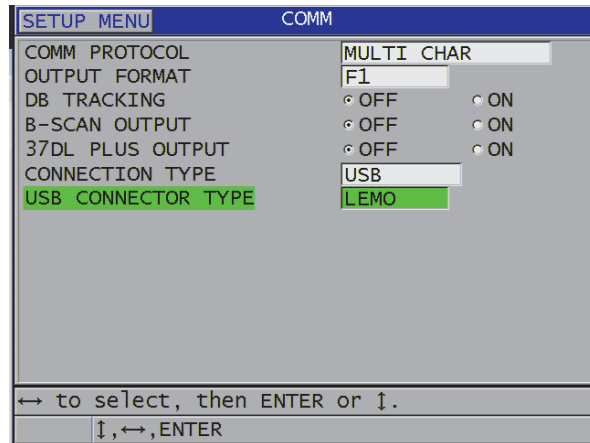 SETUP MENU COMM
COMM PROTOCOL MULTI CHAR
OUTPUT FORMAT F1
DB TRACKING OFF ON
B-SCAN OUTPUT OFF ON
37DL PLUS OUTPUT OFF ON
CONNECTION TYPE USB
USB CONNECTOR TYPE LEMO
↔ to select, then ENTER or ↕.
↕,↔,ENTER